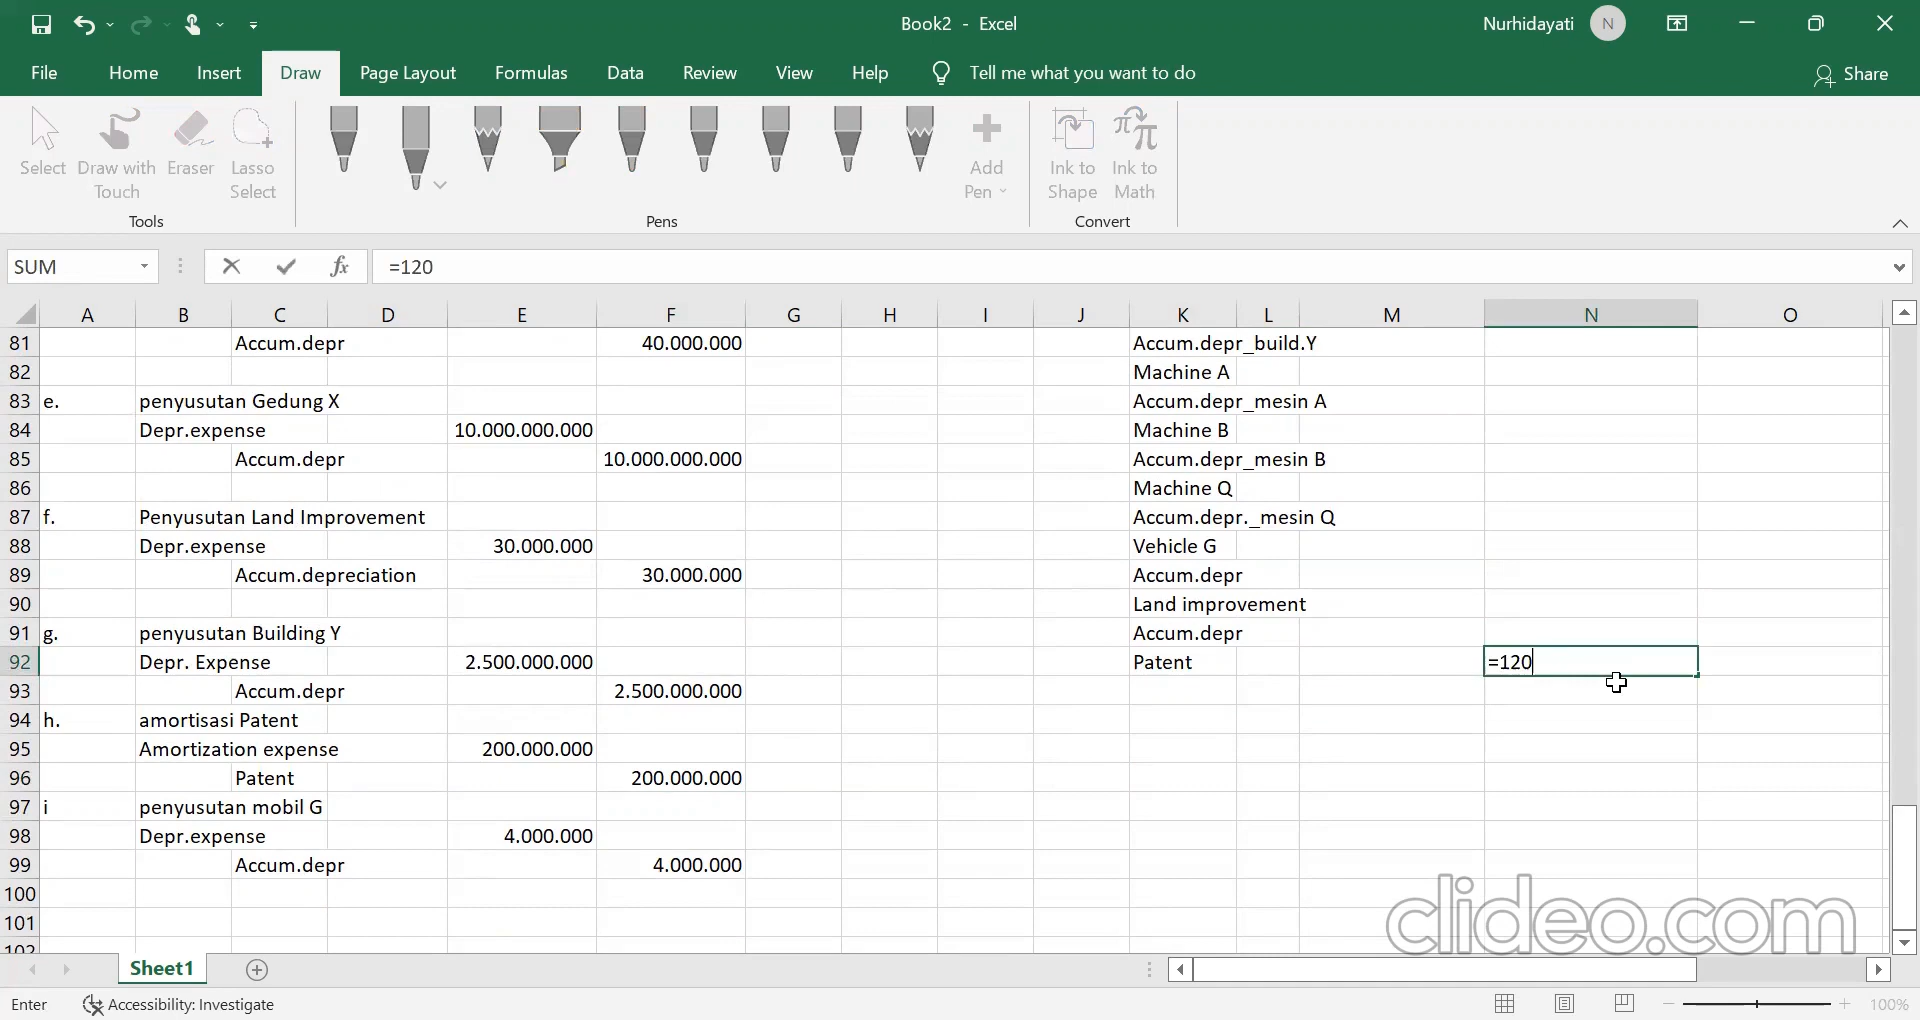 Book2 - Excel
Nurhidayati
N
File
Home
Insert
Draw
Page Layout
Formulas
Data
Review
View
Help
Tell me what you want to do
Share
Select
Draw with Touch
Eraser
Lasso Select
Add Pen
Ink to Shape
Ink to Math
Tools
Pens
Convert
SUM
fx
=120
A B C D E F G H I J K L M N O
81 Accum.depr 40.000.000 Accum.depr_build.Y
82 Machine A
83 e. penyusutan Gedung X Accum.depr_mesin A
84 Depr.expense 10.000.000.000 Machine B
85 Accum.depr 10.000.000.000 Accum.depr_mesin B
86 Machine Q
87 f. Penyusutan Land Improvement Accum.depr._mesin Q
88 Depr.expense 30.000.000 Vehicle G
89 Accum.depreciation 30.000.000 Accum.depr
90 Land improvement
91 g. penyusutan Building Y Accum.depr
92 Depr. Expense 2.500.000.000 Patent =120
93 Accum.depr 2.500.000.000
94 h. amortisasi Patent
95 Amortization expense 200.000.000
96 Patent 200.000.000
97 i penyusutan mobil G
98 Depr.expense 4.000.000
99 Accum.depr 4.000.000
100
101
102
clideo.com
Sheet1
Enter
Accessibility: Investigate
100%